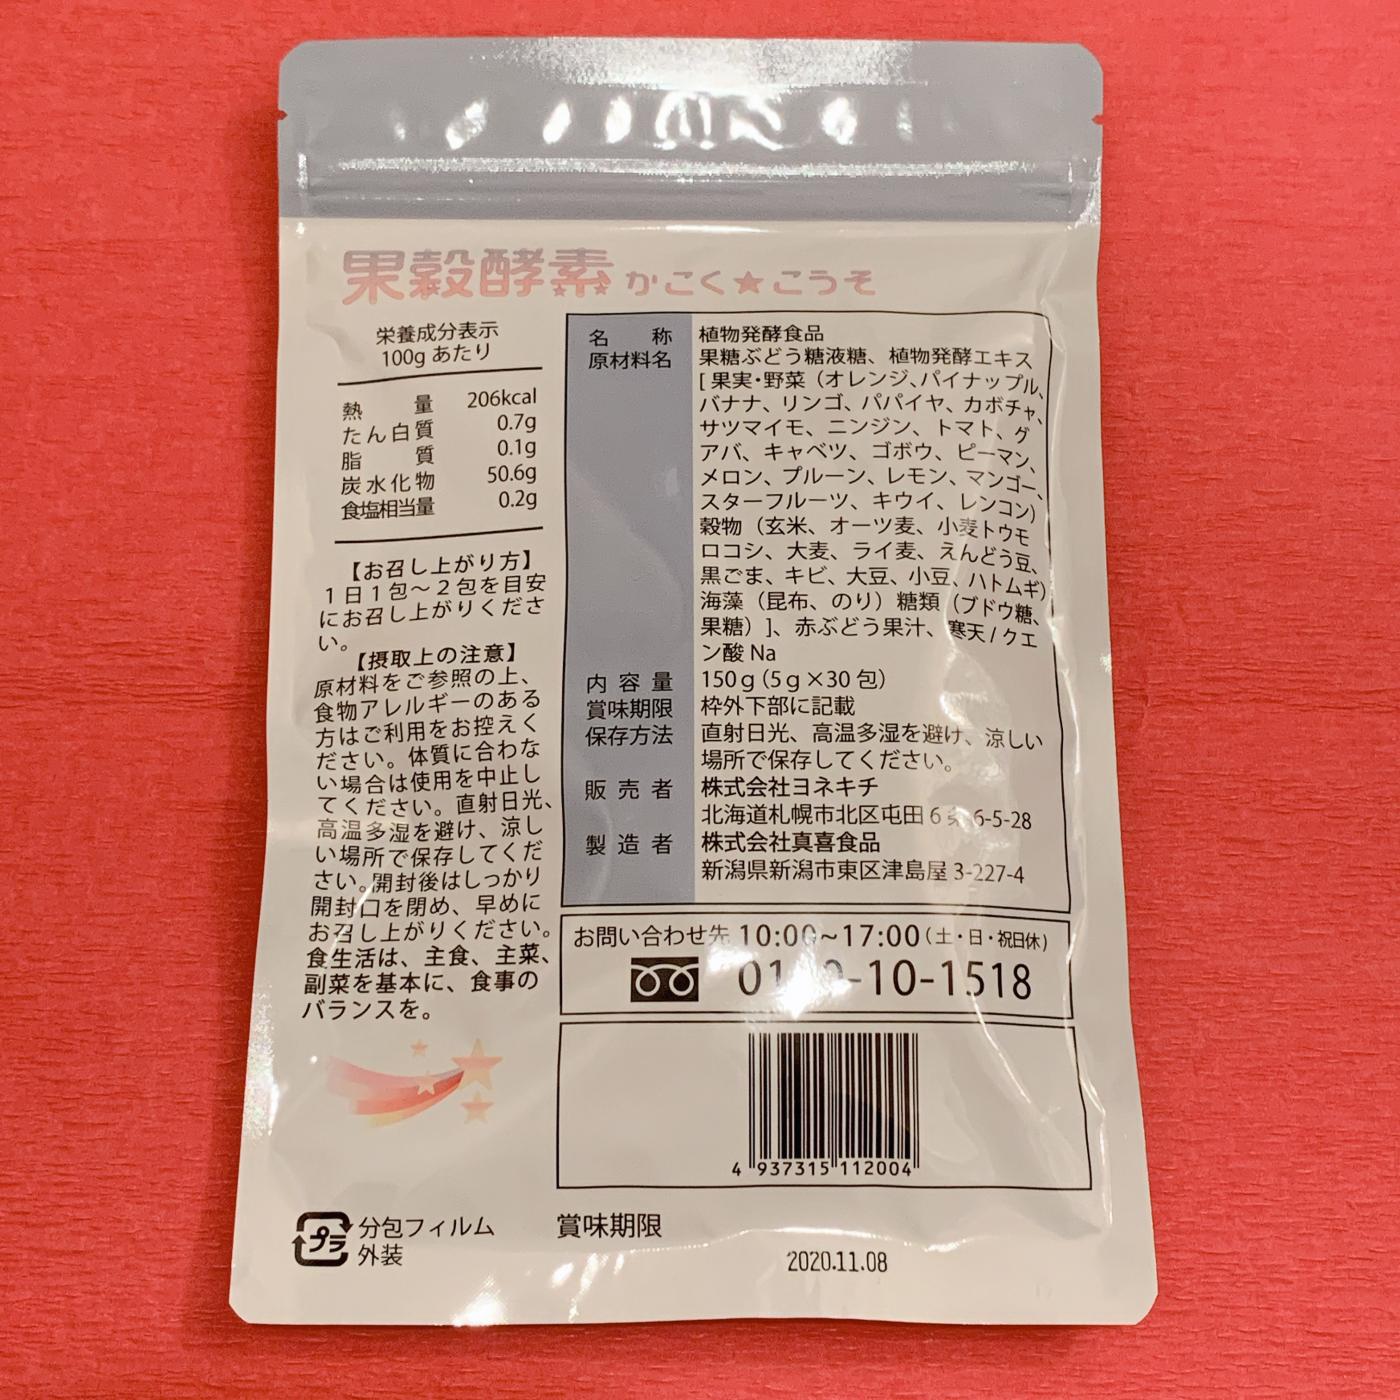 果穀酵素 かこく★こうそ
栄養成分表示
100g あたり
熱量 206kcal
たん白質 0.7g
脂質 0.1g
炭水化物 50.6g
食塩相当量 0.2g
【お召し上がり方】
1日1包～2包を目安
にお召し上がりくださ
い。
【摂取上の注意】
原材料をご参照の上、
食物アレルギーのある
方はご利用をお控えく
ださい。体質に合わな
い場合は使用を中止し
てください。直射日光、
高温多湿を避け、涼し
い場所で保存してくだ
さい。開封後はしっかり
開封口を閉め、早めに
お召し上がりください。
食生活は、主食、主菜、
副菜を基本に、食事の
バランスを。
名称 植物発酵食品
原材料名 果糖ぶどう糖液糖、植物発酵エキス
[果実・野菜（オレンジ、パイナップル、
バナナ、リンゴ、パパイヤ、カボチャ、
サツマイモ、ニンジン、トマト、グ
アバ、キャベツ、ゴボウ、ピーマン、
メロン、プルーン、レモン、マンゴー、
スターフルーツ、キウイ、レンコン）
穀物（玄米、オーツ麦、小麦トウモ
ロコシ、大麦、ライ麦、えんどう豆、
黒ごま、キビ、大豆、小豆、ハトムギ）
海藻（昆布、のり）糖類（ブドウ糖、
果糖）]、赤ぶどう果汁、寒天 / クエ
ン酸 Na
内容量 150g（5g×30 包）
賞味期限 枠外下部に記載
保存方法 直射日光、高温多湿を避け、涼しい
場所で保存してください。
販売者 株式会社ヨネキチ
北海道札幌市北区屯田 6 6-5-28
製造者 株式会社真喜食品
新潟県新潟市東区津島屋 3-227-4
お問い合わせ先 10:00～17:00（土・日・祝日休）
-10-1518
4 937315 112004
プラ 分包フィルム
外装
賞味期限
2020.11.08